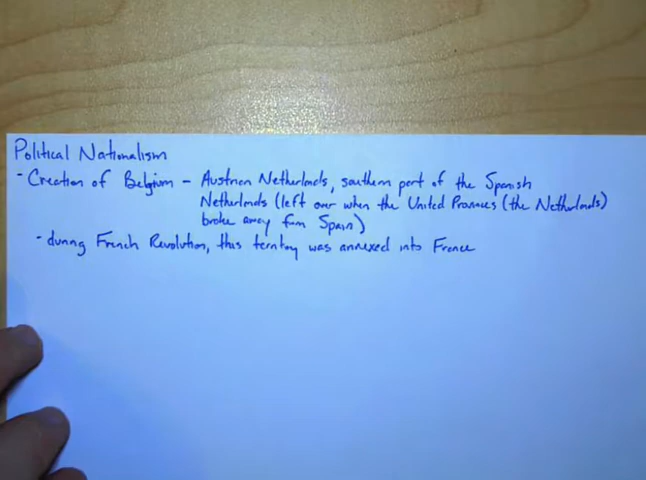 Political Nationalism
- Creation of Belgium - Austrian Netherlands, southern part of the Spanish
Netherlands (left over when the United Provinces (the Netherlands)
broke away from Spain)
- during French Revolution, this territory was annexed into France